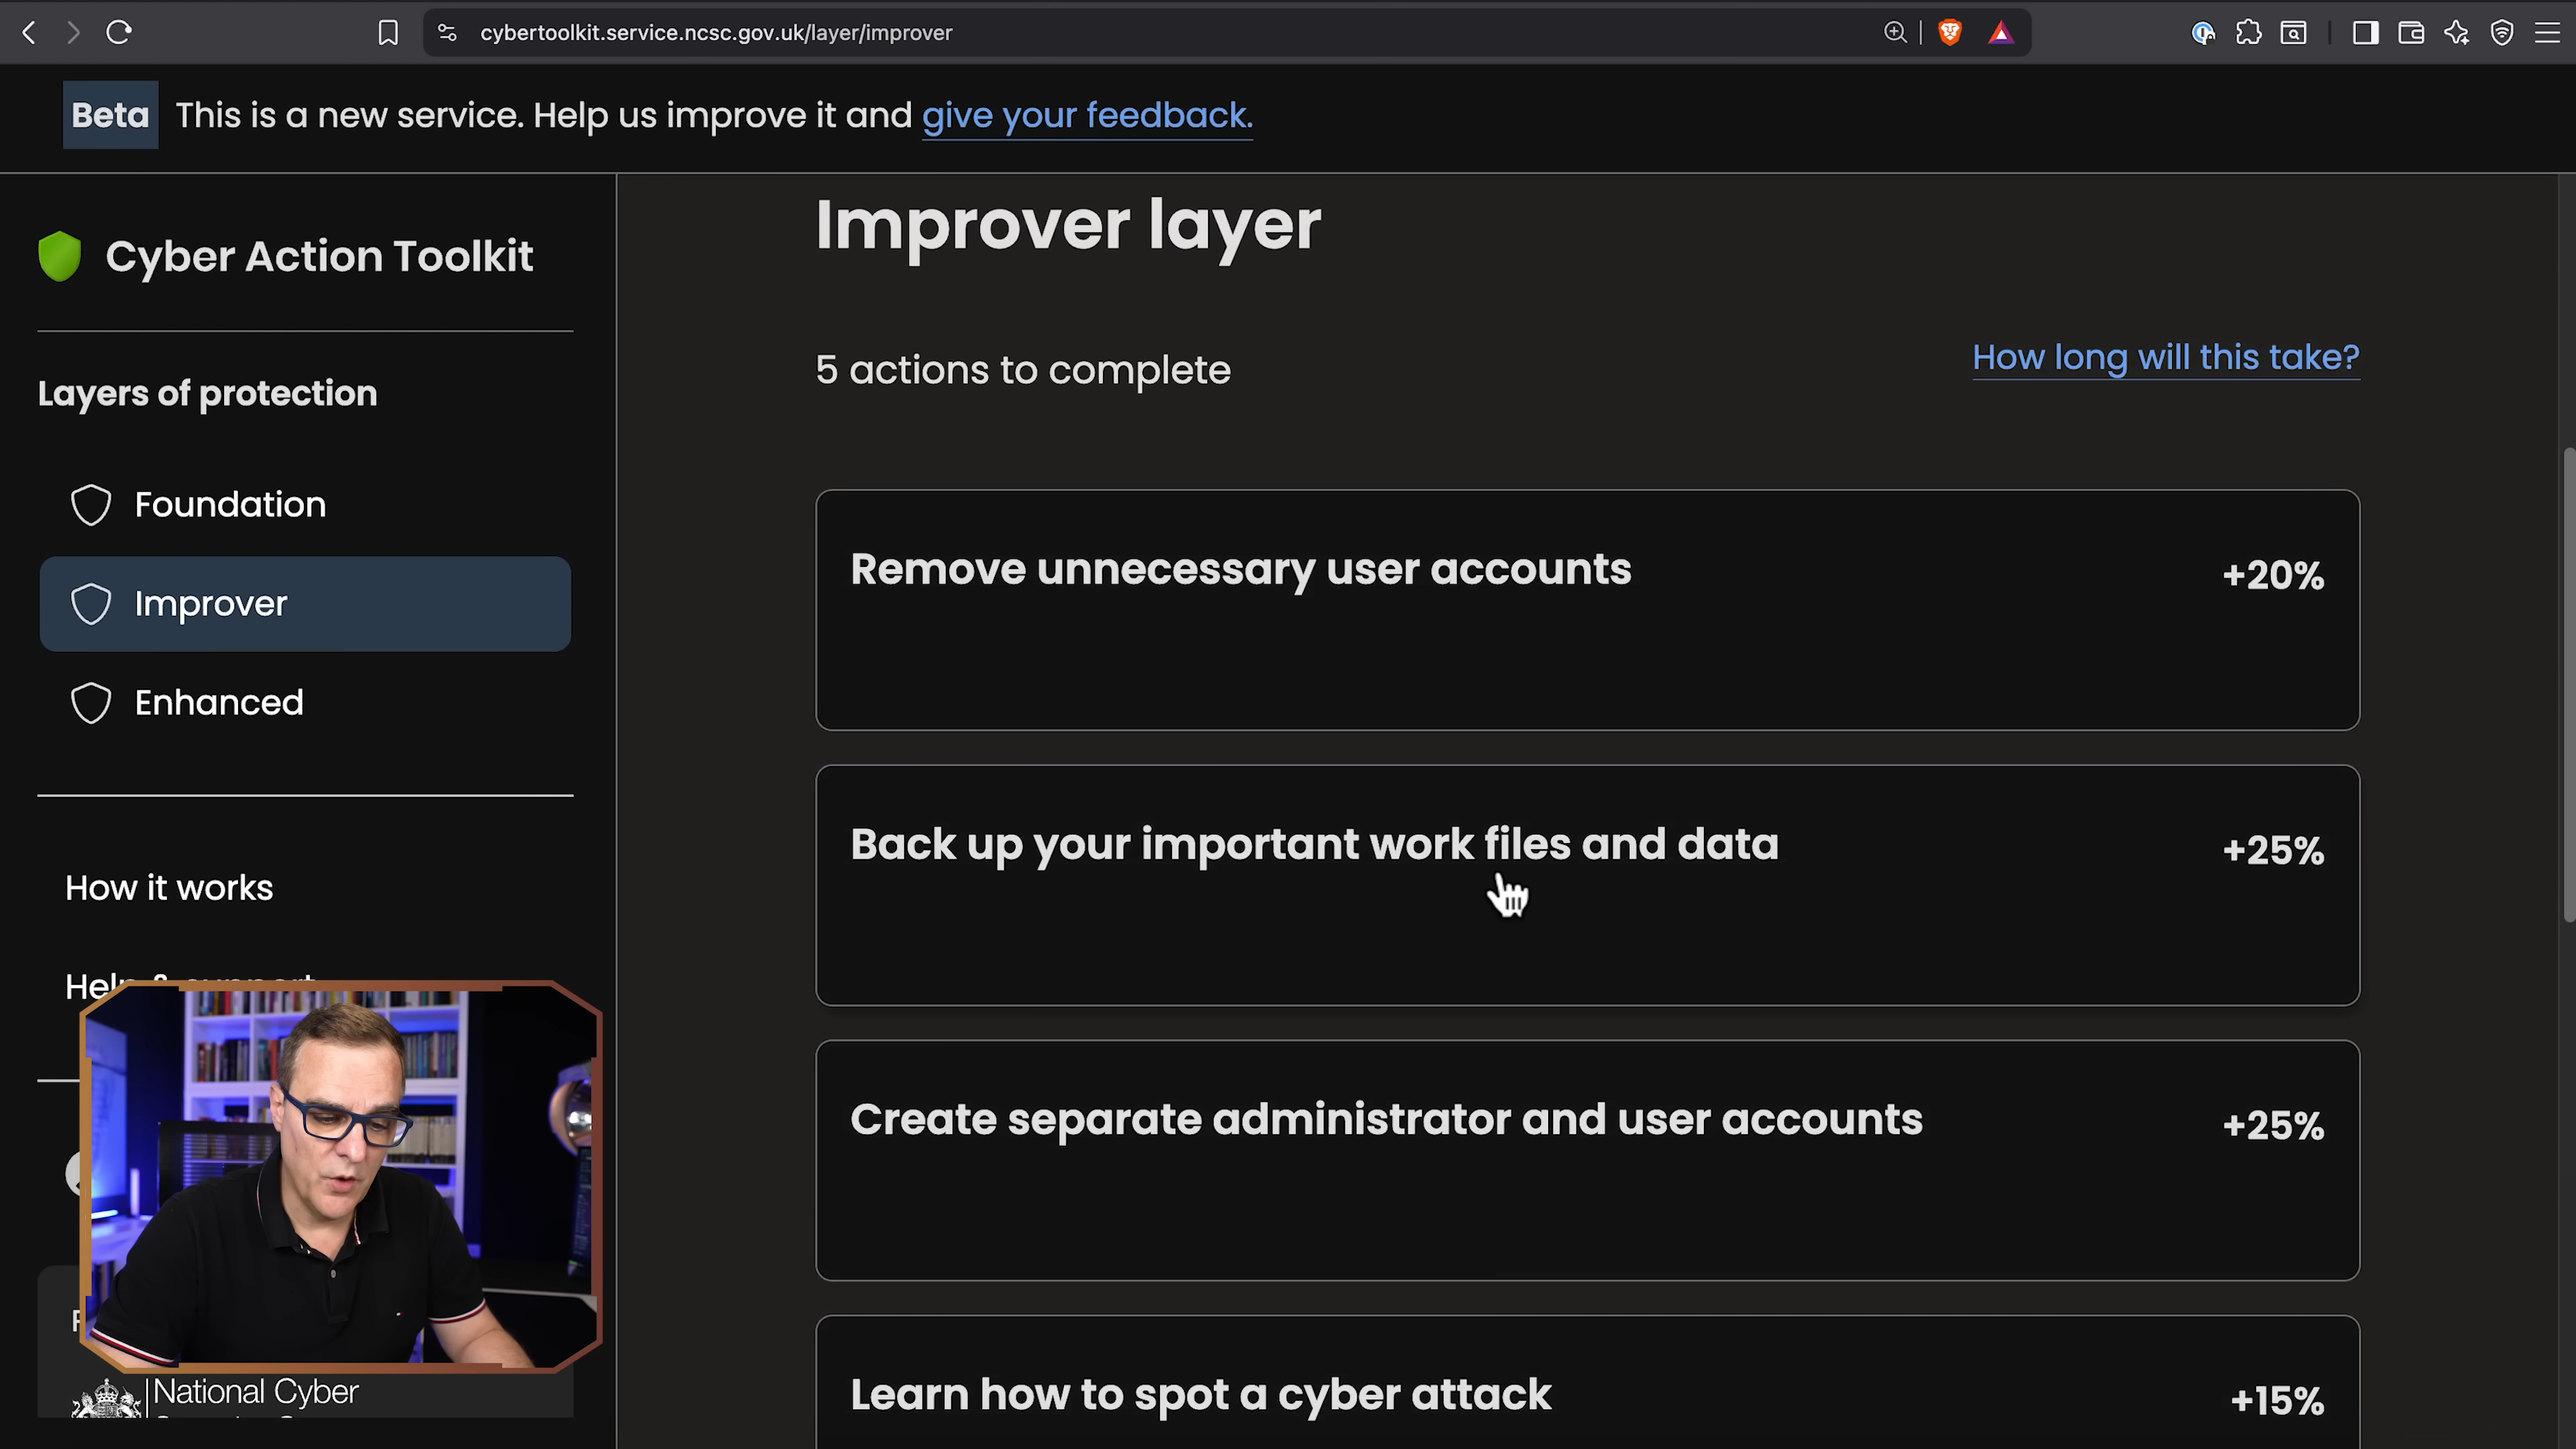 cybertoolkit.service.ncsc.gov.uk/layer/improver
Beta This is a new service. Help us improve it and give your feedback.
Cyber Action Toolkit
Layers of protection
Foundation
Improver
Enhanced
How it works
Help & support
National Cyber
Improver layer
5 actions to complete
How long will this take?
Remove unnecessary user accounts
+20%
Back up your important work files and data
+25%
Create separate administrator and user accounts
+25%
Learn how to spot a cyber attack
+15%